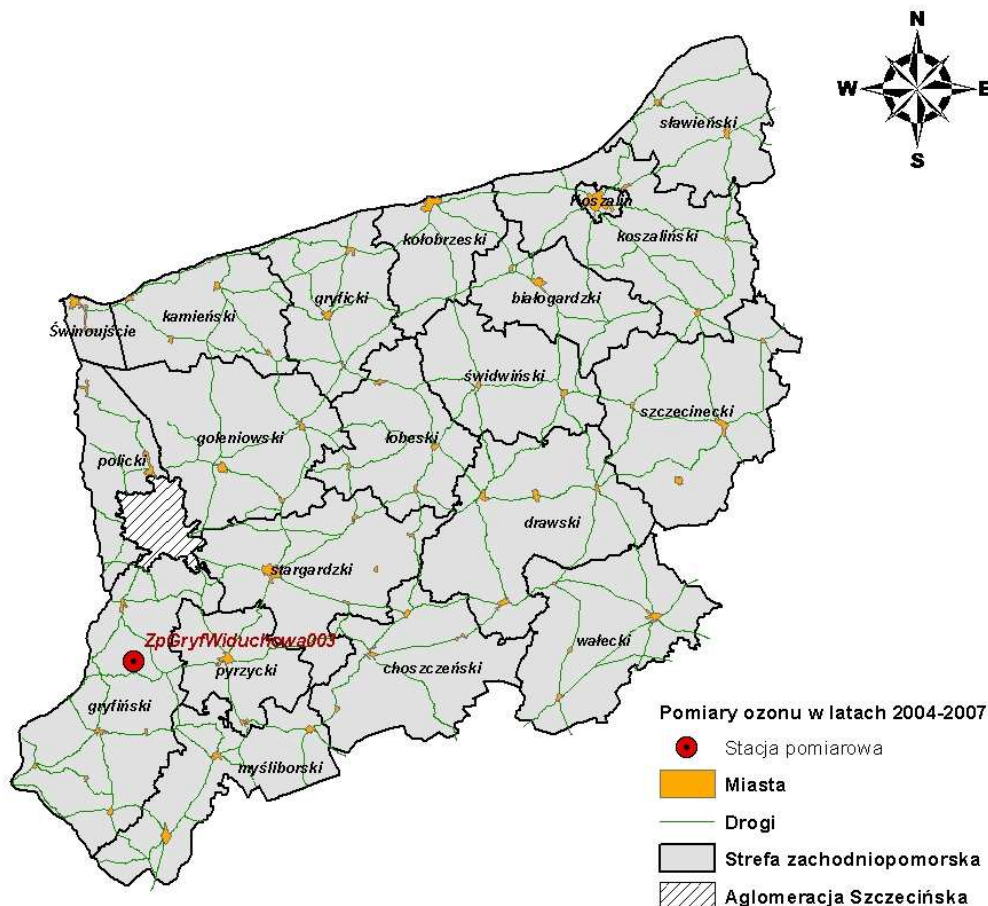 N
W E
S
sławieński
Koszalin
kołobrzeski
koszaliński
gryficki
białogardzki
kamieński
Świnoujście
świdwiński
szczecinecki
goleniowski
łobeski
policki
drawski
stargardzki
ZpGryfWiduchowa003
wałecki
choszczeński
pyrzycki
gryfiński
myśliborski
Pomiary ozonu w latach 2004-2007
Stacja pomiarowa
Miasta
Drogi
Strefa zachodniopomorska
Aglomeracja Szczecińska